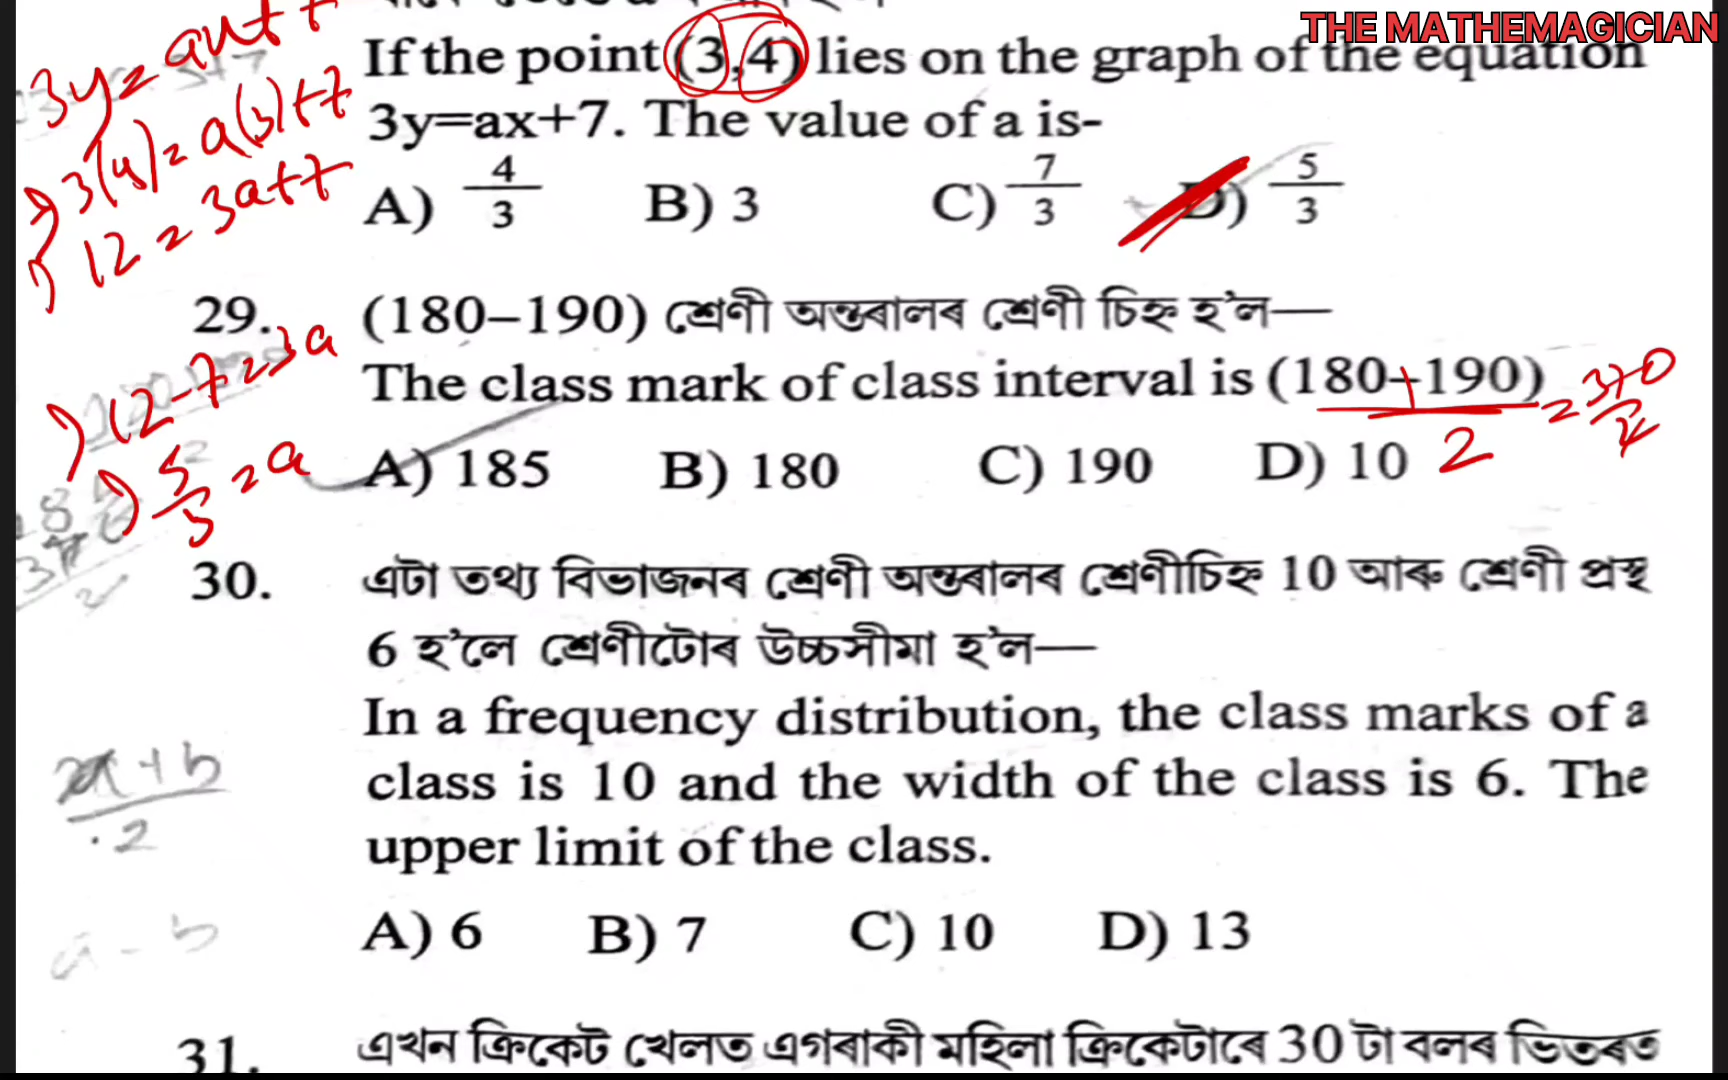 THE MATHEMAGICIAN
If the point (3,4) lies on the graph of the equation
3y=ax+7. The value of a is-
A) 4/3 B) 3 C) 7/3 D) 5/3
3y = ax + 7
3(4) = a(3) + 7
12 = 3a + 7
12 - 7 = 3a
5/3 = a
29. (180–190) শ্ৰেণী অন্তৰালৰ শ্ৰেণী চিহ্ন হ'ল—
The class mark of class interval is (180–190)
2 = 370/2
A) 185 B) 180 C) 190 D) 10
30. এটা তথ্য বিভাজনৰ শ্ৰেণী অন্তৰালৰ শ্ৰেণীচিহ্ন 10 আৰু শ্ৰেণী প্ৰস্থ
6 হ'লে শ্ৰেণীটোৰ উচ্চসীমা হ'ল—
In a frequency distribution, the class marks of a
class is 10 and the width of the class is 6. The
upper limit of the class.
A) 6 B) 7 C) 10 D) 13
a - b
31. এখন ক্ৰিকেট খেলত এগৰাকী মহিলা ক্ৰিকেটাৰে 30 টা বলৰ ভিতৰত